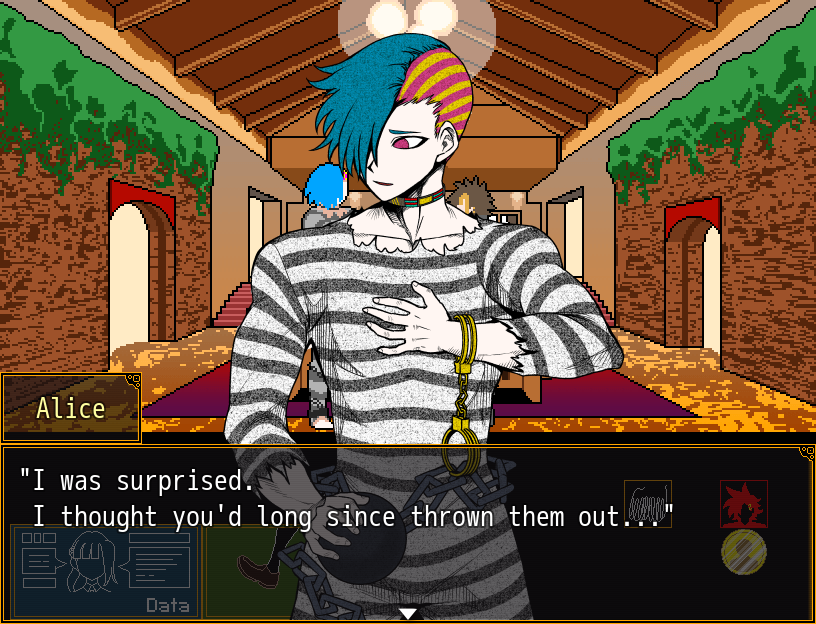 Alice
"I was surprised.
I thought you'd long since thrown them out..."
Data